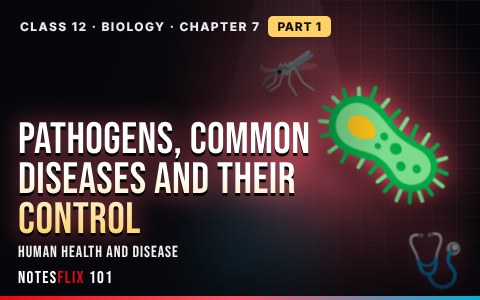 CLASS 12 · BIOLOGY · CHAPTER 7 PART 1
PATHOGENS, COMMON
DISEASES AND THEIR
CONTROL
HUMAN HEALTH AND DISEASE
NOTESFLIX 101